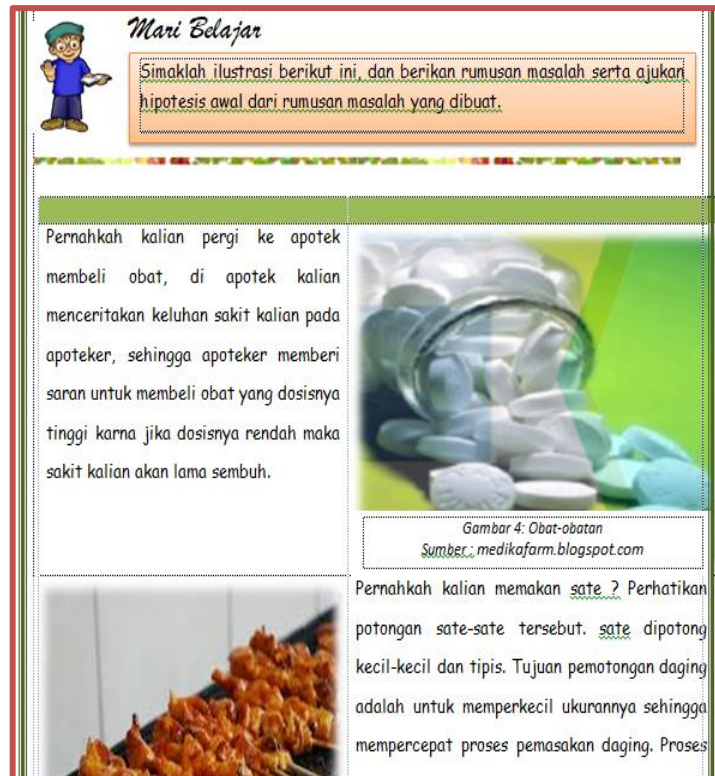 Mari Belajar
Simaklah ilustrasi berikut ini, dan berikan rumusan masalah serta ajukan
hipotesis awal dari rumusan masalah yang dibuat.
Pernahkah kalian pergi ke apotek
membeli obat, di apotek kalian
menceritakan keluhan sakit kalian pada
apoteker, sehingga apoteker memberi
saran untuk membeli obat yang dosisnya
tinggi karna jika dosisnya rendah maka
sakit kalian akan lama sembuh.
Gambar 4: Obat-obatan
Sumber : medikafarm.blogspot.com
Pernahkah kalian memakan sate ? Perhatikan
potongan sate-sate tersebut. sate dipotong
kecil-kecil dan tipis. Tujuan pemotongan daging
adalah untuk memperkecil ukurannya sehingga
mempercepat proses pemasakan daging. Proses